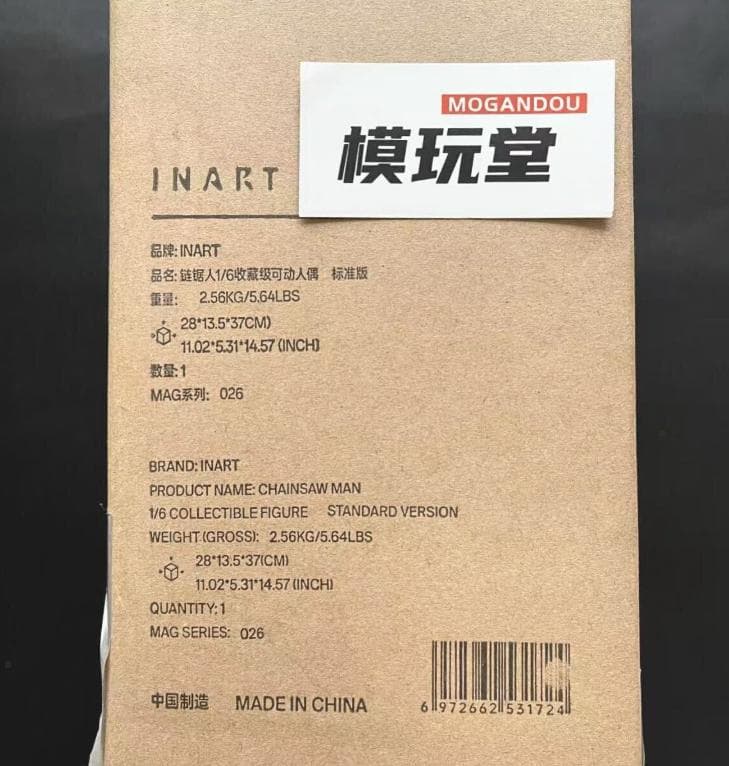 MOGANDOU
模玩堂
INART
品牌: INART
品名: 链锯人1/6收藏级可动人偶 标准版
重量: 2.56KG/5.64LBS
28*13.5*37CM)
11.02*5.31*14.57 (INCH)
数量: 1
MAG系列: 026
BRAND: INART
PRODUCT NAME: CHAINSAW MAN
1/6 COLLECTIBLE FIGURE STANDARD VERSION
WEIGHT (GROSS): 2.56KG/5.64LBS
28*13.5*37(CM)
11.02*5.31*14.57 (INCH)
QUANTITY: 1
MAG SERIES: 026
中国制造 MADE IN CHINA
6 972662 531724